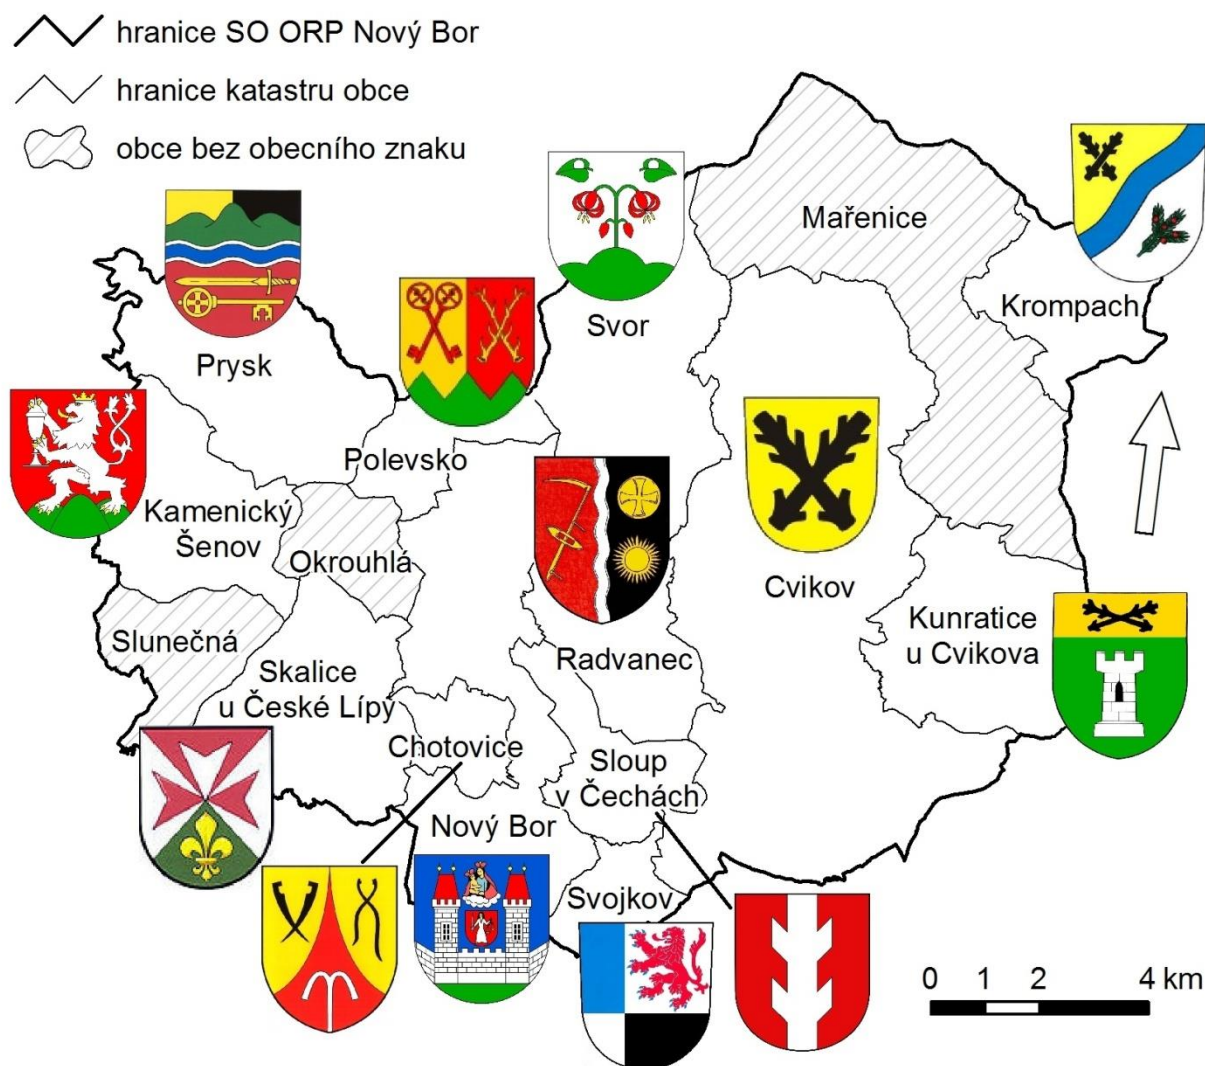 hranice SO ORP Nový Bor
hranice katastru obce
obce bez obecního znaku
Mařenice
Krompach
Svor
Prysk
Polevsko
Kamenický
Šenov
Okrouhlá
Cvikov
Kunratice
u Cvikova
Slunečná
Radvanec
Skalice
u České Lípy
Chotovice
Sloup
v Čechách
Nový Bor
Svojkov
0 1 2 4 km